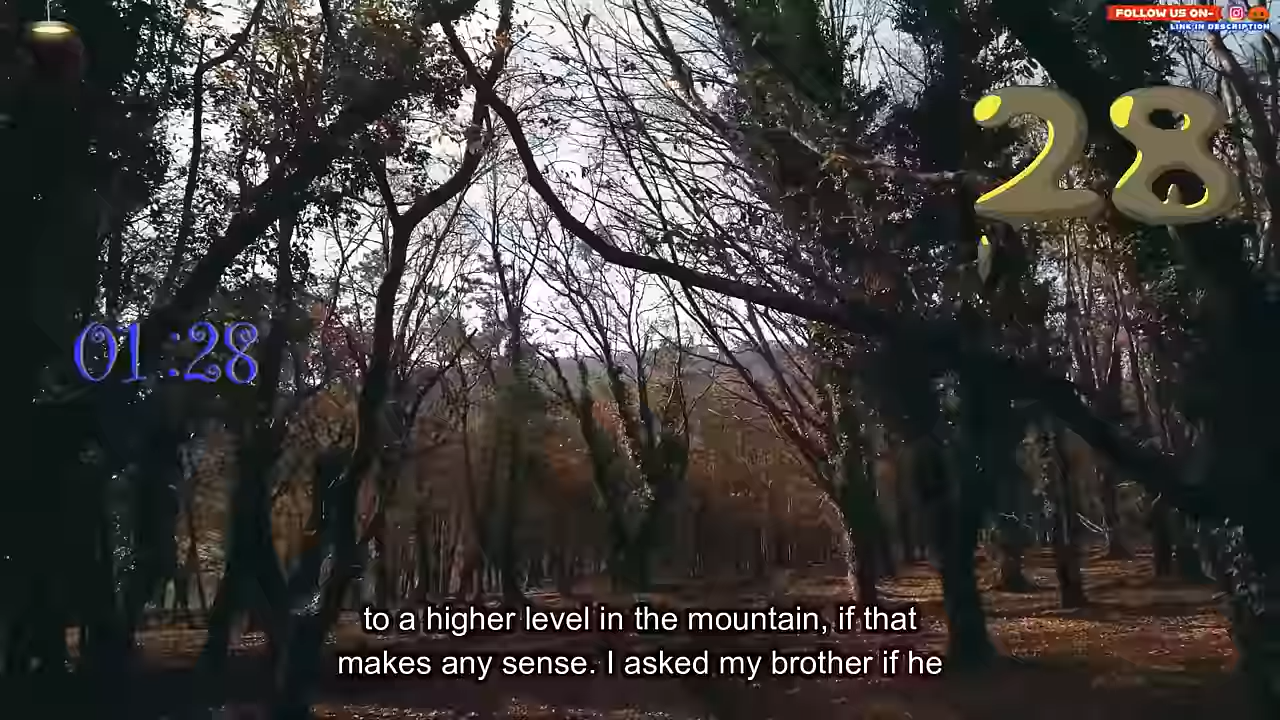 FOLLOW US ON-
LINK IN DESCRIPTION
28
01:28
to a higher level in the mountain, if that
makes any sense. I asked my brother if he